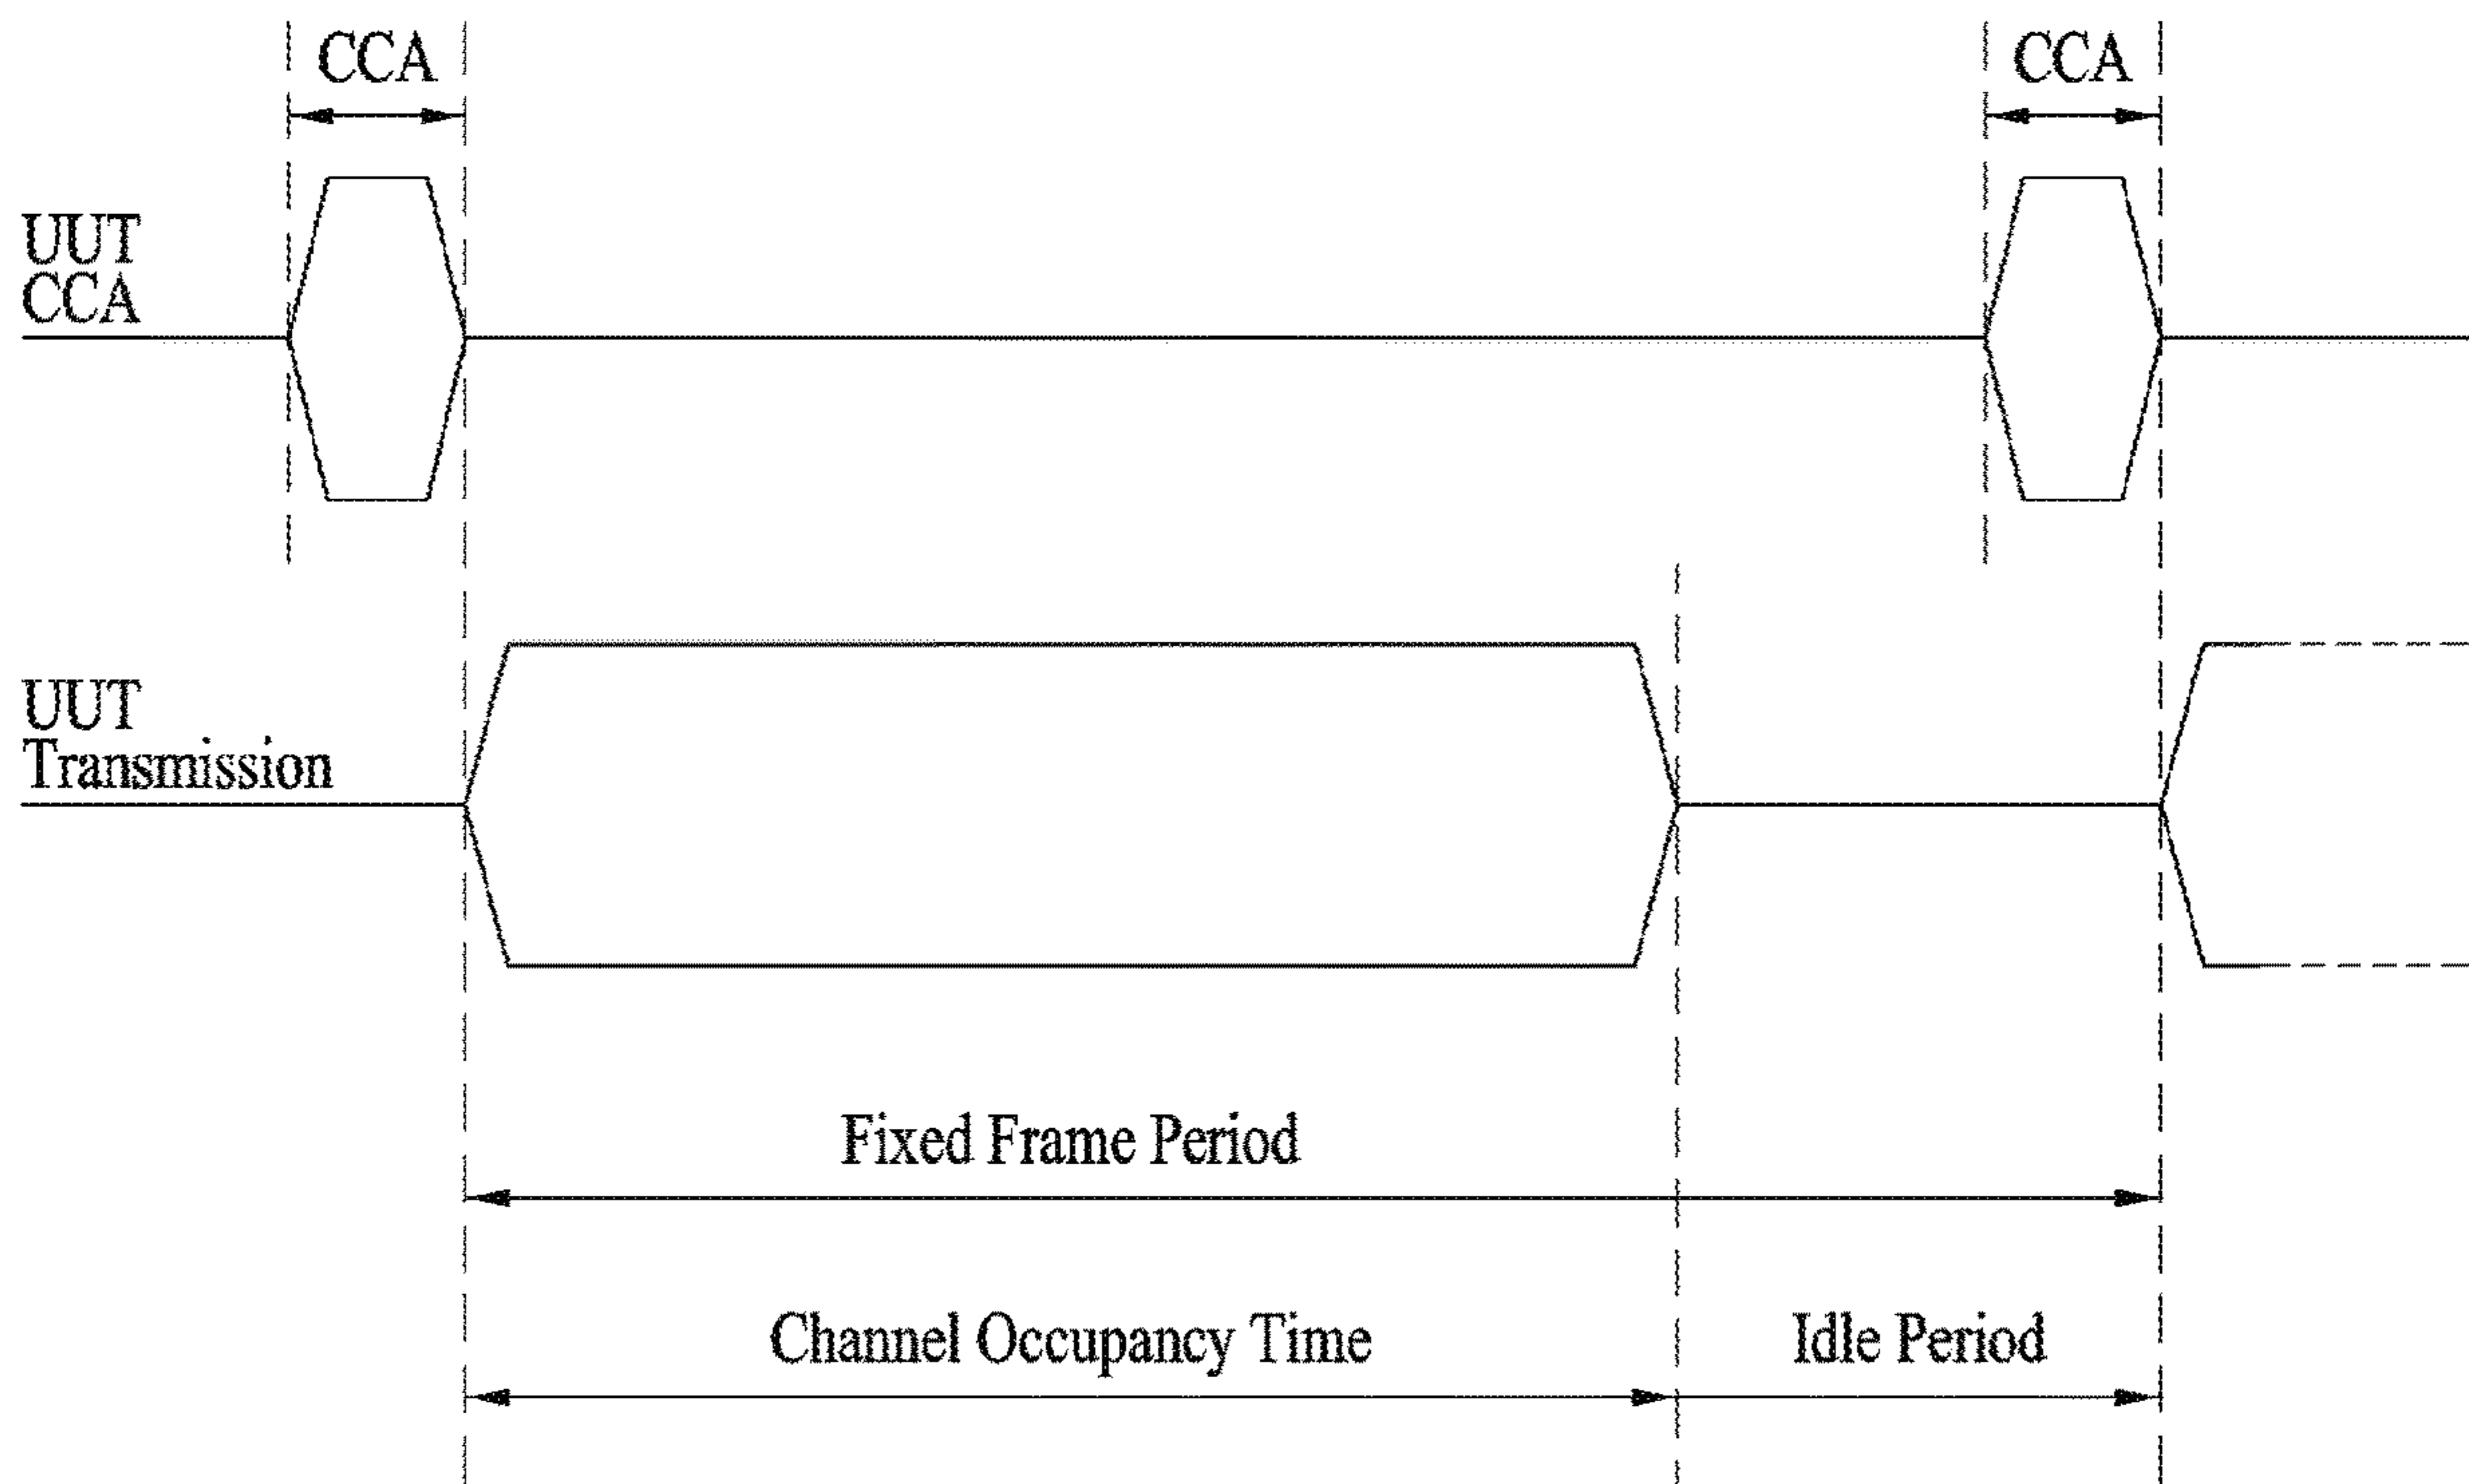 CCA
CCA
UUT
CCA
UUT
Transmission
Fixed Frame Period
Channel Occupancy Time
Idle Period